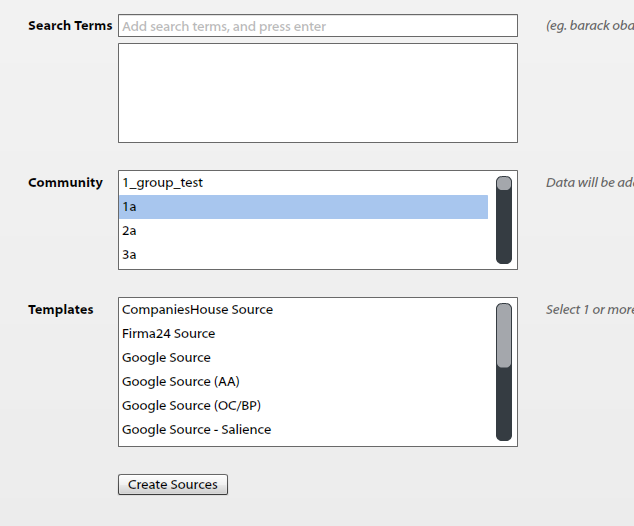 Search Terms Add search terms, and press enter (eg. barack oba
Community 1_group_test Data will be ad
1a
2a
3a
Templates CompaniesHouse Source Select 1 or more
Firma24 Source
Google Source
Google Source (AA)
Google Source (OC/BP)
Google Source - Salience
Create Sources